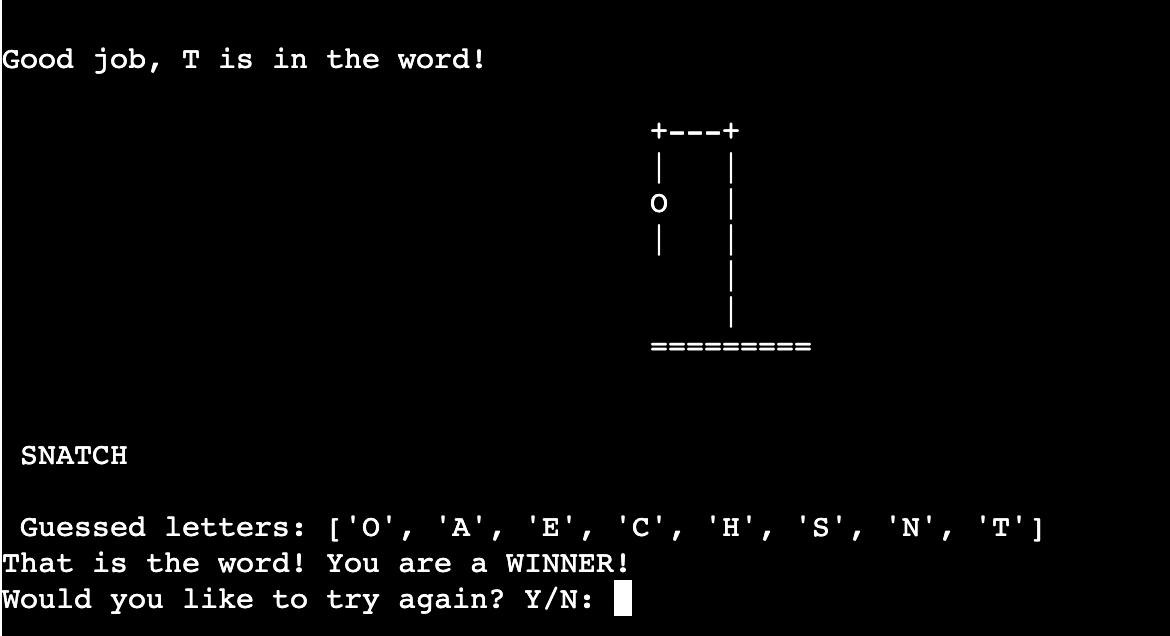 Good job, T is in the word!
+---+
|   |
O   |
|   |
    |
    |
=========
SNATCH
Guessed letters: ['O', 'A', 'E', 'C', 'H', 'S', 'N', 'T']
That is the word! You are a WINNER!
Would you like to try again? Y/N: